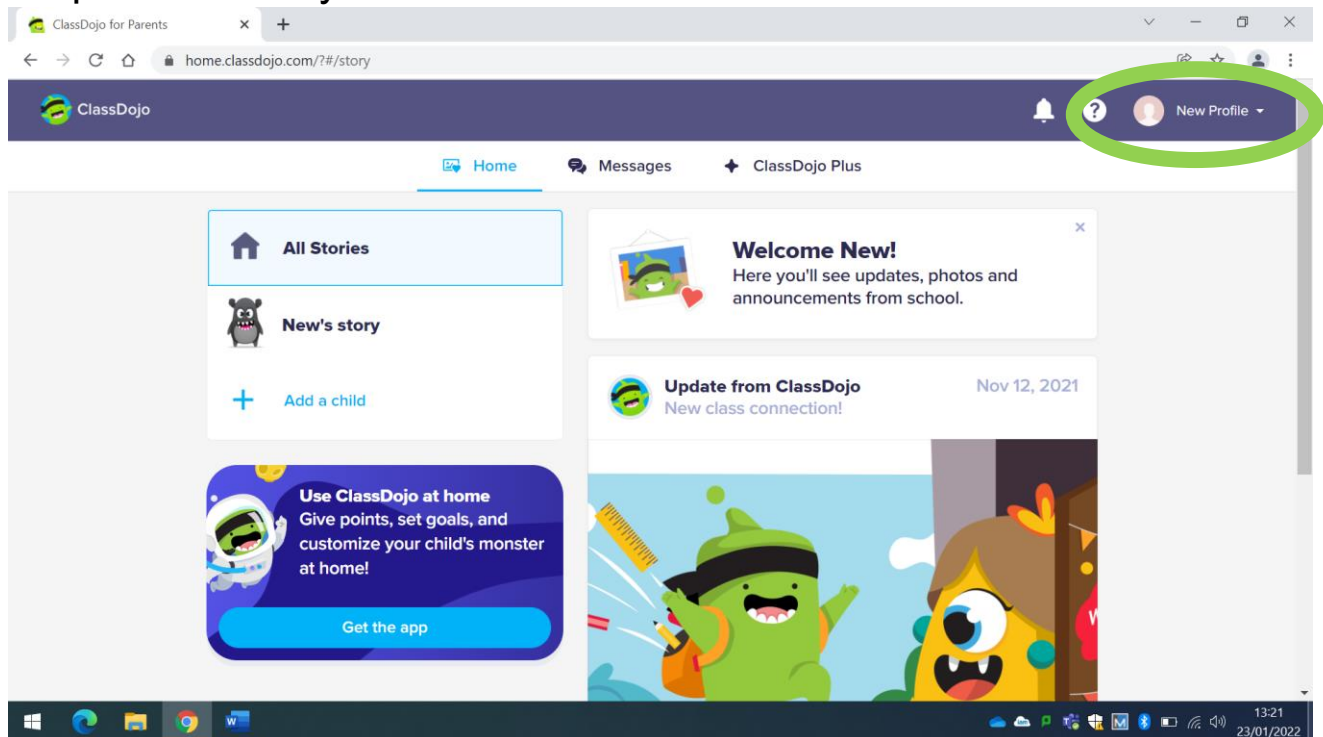 ClassDojo for Parents
home.classdojo.com/?#/story
ClassDojo
?
New Profile
Home
Messages
ClassDojo Plus
All Stories
New's story
Add a child
Use ClassDojo at home
Give points, set goals, and
customize your child's monster
at home!
Get the app
Welcome New!
Here you'll see updates, photos and
announcements from school.
Update from ClassDojo
Nov 12, 2021
New class connection!
13:21
23/01/2022